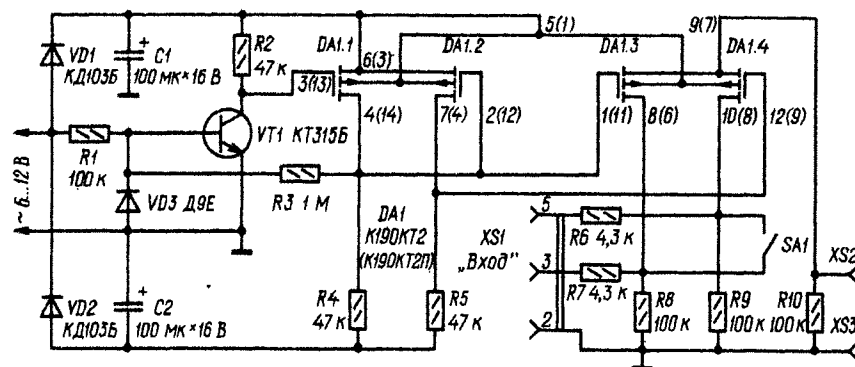 5(1)
9(7)
VD1
КД103Б
C1
100 мк×16 В
+
R2
47 к
DA1.1
6(3)
DA1.2
DA1.3
DA1.4
3(13)
4(14)
7(4)
2(12)
1(11)
8(6)
10(8)
12(9)
~ 6...12 В
R1
100 к
VT1 КТ315Б
VD3 Д9Е
R3 1 М
DA1
К190КТ2
(К190КТ2П)
XS1
„Вход"
5
3
2
R6 4,3 к
R7 4,3 к
SA1
XS2
XS3
VD2
КД103Б
+
C2
100 мк×16 В
R4
47 к
R5
47 к
R8
100 к
R9
100 к
R10
100 к